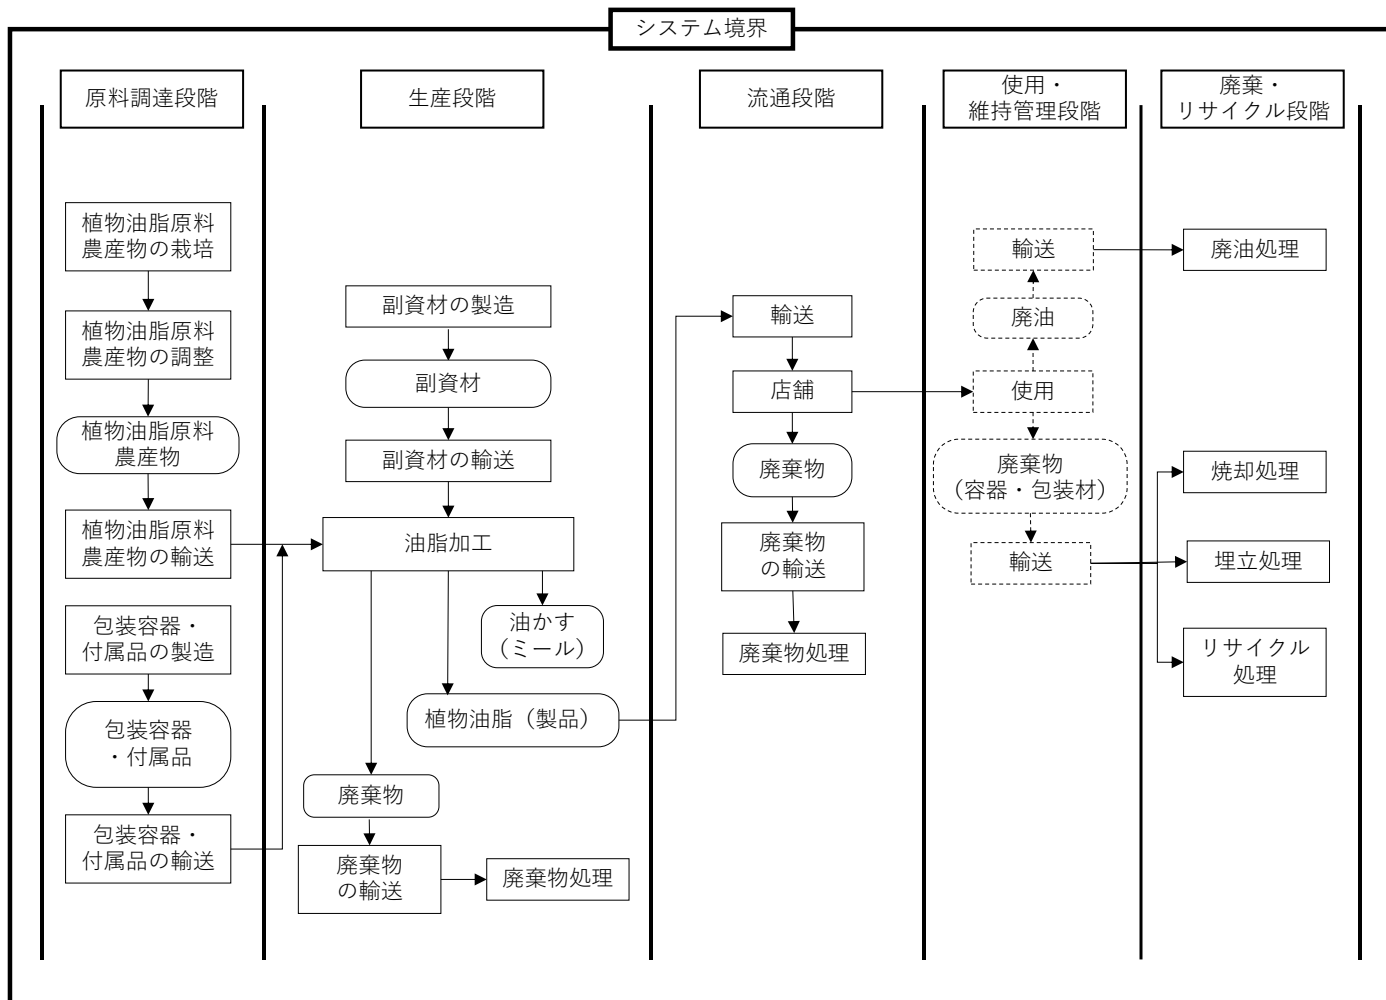 システム境界
原料調達段階
生産段階
流通段階
使用・
維持管理段階
廃棄・
リサイクル段階
植物油脂原料
農産物の栽培
植物油脂原料
農産物の調整
植物油脂原料
農産物
植物油脂原料
農産物の輸送
包装容器・
付属品の製造
包装容器
・付属品
包装容器・
付属品の輸送
副資材の製造
副資材
副資材の輸送
油脂加工
油かす
（ミール）
植物油脂（製品）
廃棄物
廃棄物
の輸送
廃棄物処理
輸送
店舗
廃棄物
廃棄物
の輸送
廃棄物処理
輸送
廃油
使用
廃棄物
（容器・包装材）
輸送
廃油処理
焼却処理
埋立処理
リサイクル
処理